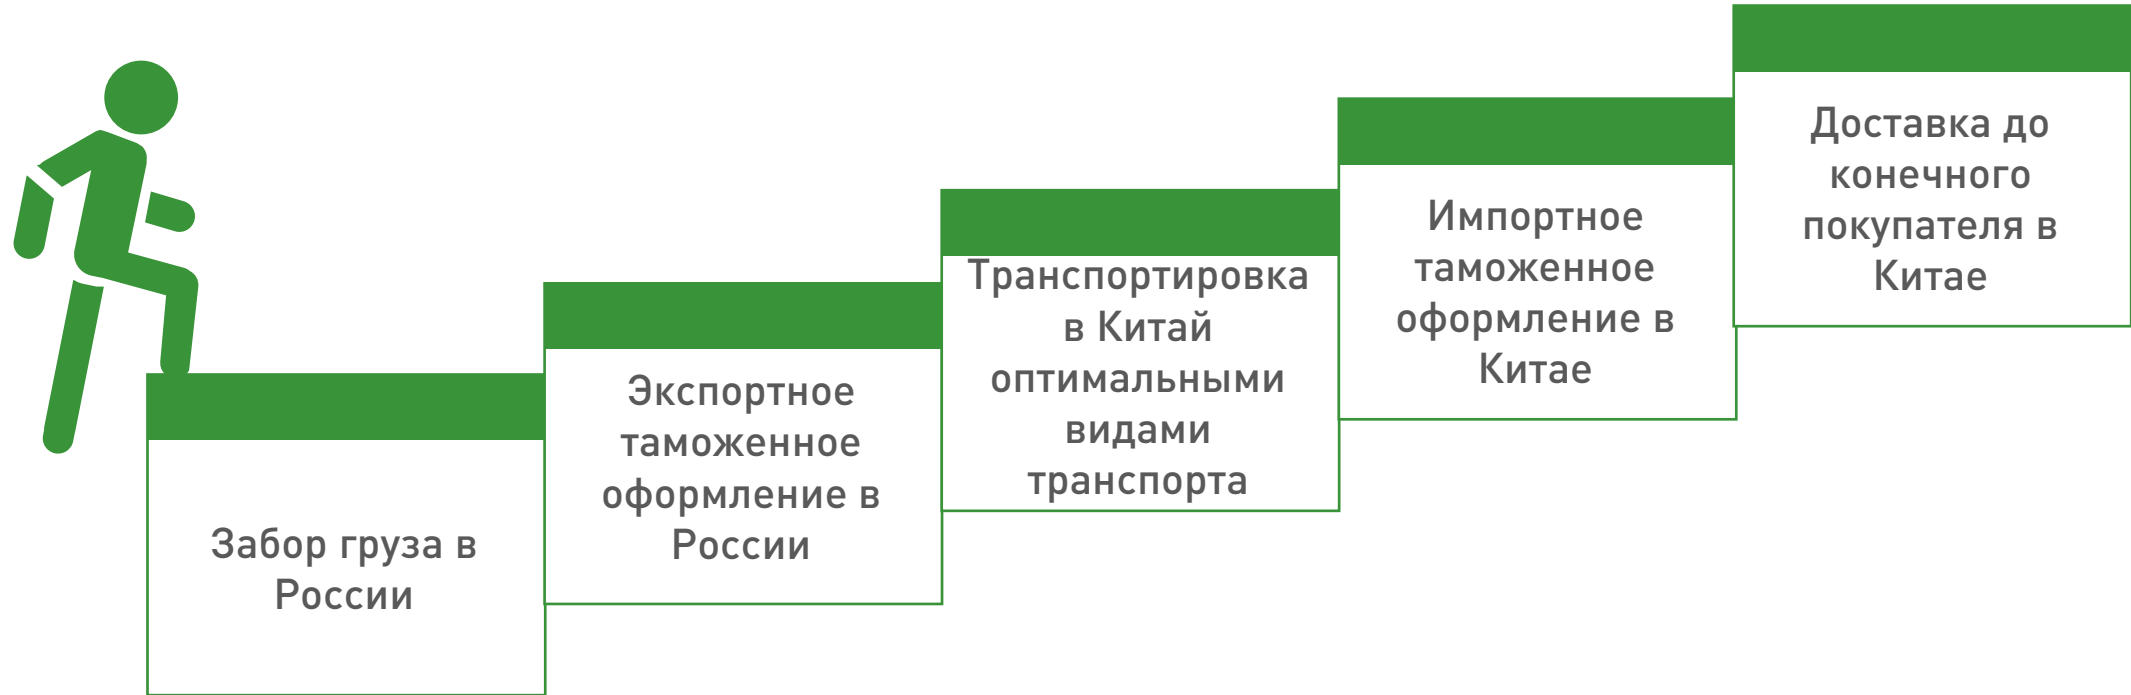 Забор груза в
России
Экспортное
таможенное
оформление в
России
Транспортировка
в Китай
оптимальными
видами
транспорта
Импортное
таможенное
оформление в
Китае
Доставка до
конечного
покупателя в
Китае